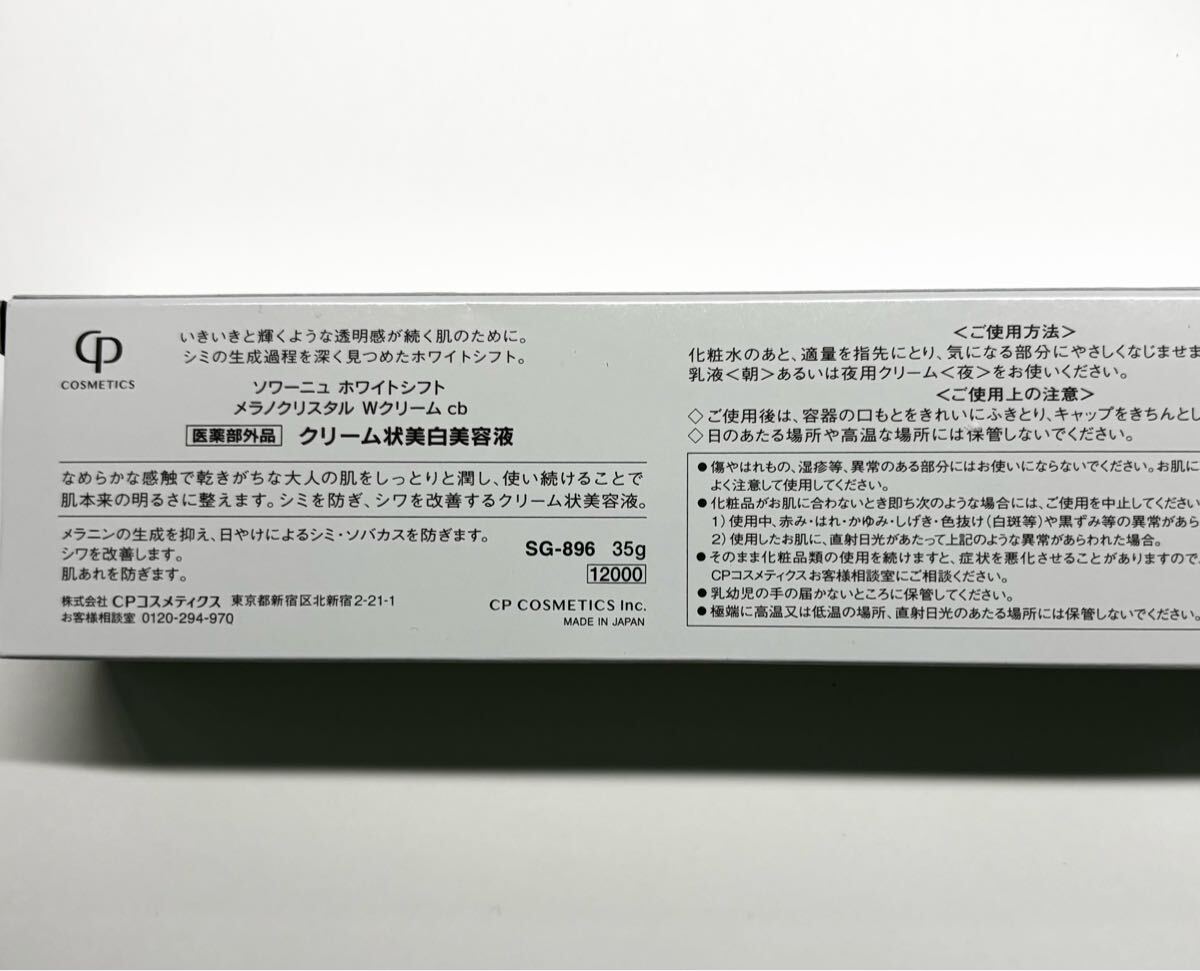 CP
COSMETICS
いきいきと輝くような透明感が続く肌のために。
シミの生成過程を深く見つめたホワイトシフト。
ソワーニュ ホワイトシフト
メラノクリスタル Wクリーム cb
医薬部外品 クリーム状美白美容液
なめらかな感触で乾きがちな大人の肌をしっとりと潤し、使い続けることで
肌本来の明るさに整えます。シミを防ぎ、シワを改善するクリーム状美容液。
メラニンの生成を抑え、日やけによるシミ・ソバカスを防ぎます。
シワを改善します。
肌あれを防ぎます。
SG-896 35g
12000
株式会社 CPコスメティクス 東京都新宿区北新宿2-21-1
お客様相談室 0120-294-970
CP COSMETICS Inc.
MADE IN JAPAN
<ご使用方法>
化粧水のあと、適量を指先にとり、気になる部分にやさしくなじませま
乳液<朝>あるいは夜用クリーム<夜>をお使いください。
<ご使用上の注意>
◇ご使用後は、容器の口もとをきれいにふきとり、キャップをきちんとし
◇日のあたる場所や高温な場所には保管しないでください。
●傷やはれもの、湿疹等、異常のある部分にはお使いにならないでください。お肌に
よく注意して使用してください。
●化粧品がお肌に合わないとき即ち次のような場合には、ご使用を中止してください
1)使用中、赤み・はれ・かゆみ・しげき・色抜け(白斑等)や黒ずみ等の異常があら
2)使用したお肌に、直射日光があたって上記のような異常があらわれた場合。
●そのまま化粧品類の使用を続けますと、症状を悪化させることがありますので、
CPコスメティクスお客様相談室にご相談ください。
●乳幼児の手の届かないところに保管してください。
●極端に高温又は低温の場所、直射日光のあたる場所には保管しないでください。